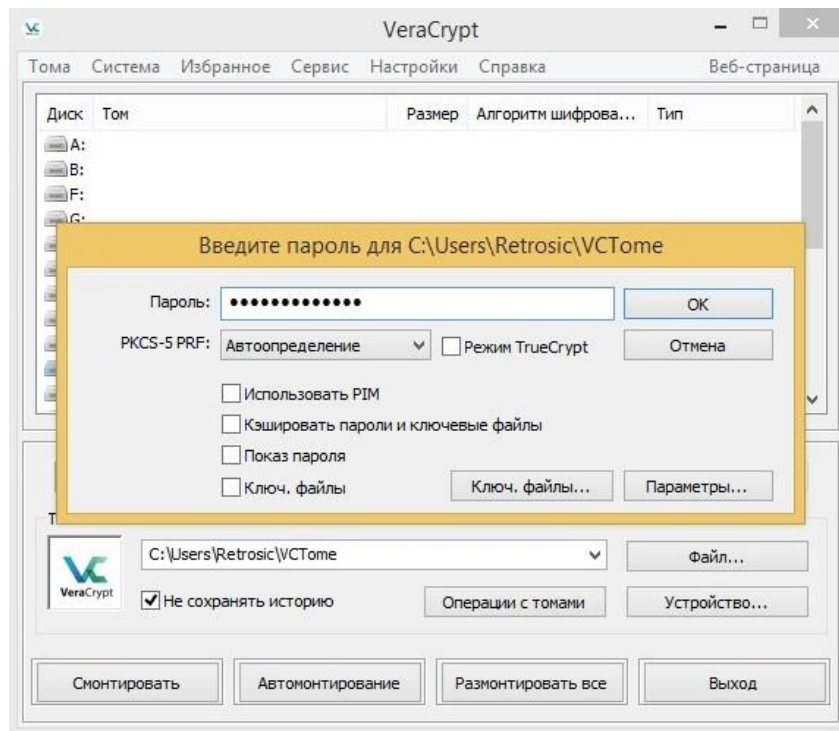 VeraCrypt
Тома Система Избранное Сервис Настройки Справка Веб-страница
Диск Том Размер Алгоритм шифрова... Тип
A:
B:
F:
G:
Введите пароль для C:\Users\Retrosic\VCTome
Пароль: •••••••••••••
OK
PKCS-5 PRF: Автоопределение Режим TrueCrypt Отмена
Использовать PIM
Кэшировать пароли и ключевые файлы
Показ пароля
Ключ. файлы Ключ. файлы... Параметры...
VeraCrypt
C:\Users\Retrosic\VCTome Файл...
Не сохранять историю Операции с томами Устройство...
Смонтировать Автомонтирование Размонтировать все Выход